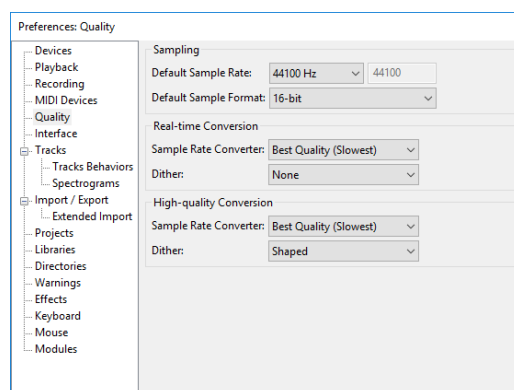 Preferences: Quality
Devices
Playback
Recording
MIDI Devices
Quality
Interface
Tracks
Tracks Behaviors
Spectrograms
Import / Export
Extended Import
Projects
Libraries
Directories
Warnings
Effects
Keyboard
Mouse
Modules
Sampling
Default Sample Rate: 44100 Hz 44100
Default Sample Format: 16-bit
Real-time Conversion
Sample Rate Converter: Best Quality (Slowest)
Dither: None
High-quality Conversion
Sample Rate Converter: Best Quality (Slowest)
Dither: Shaped